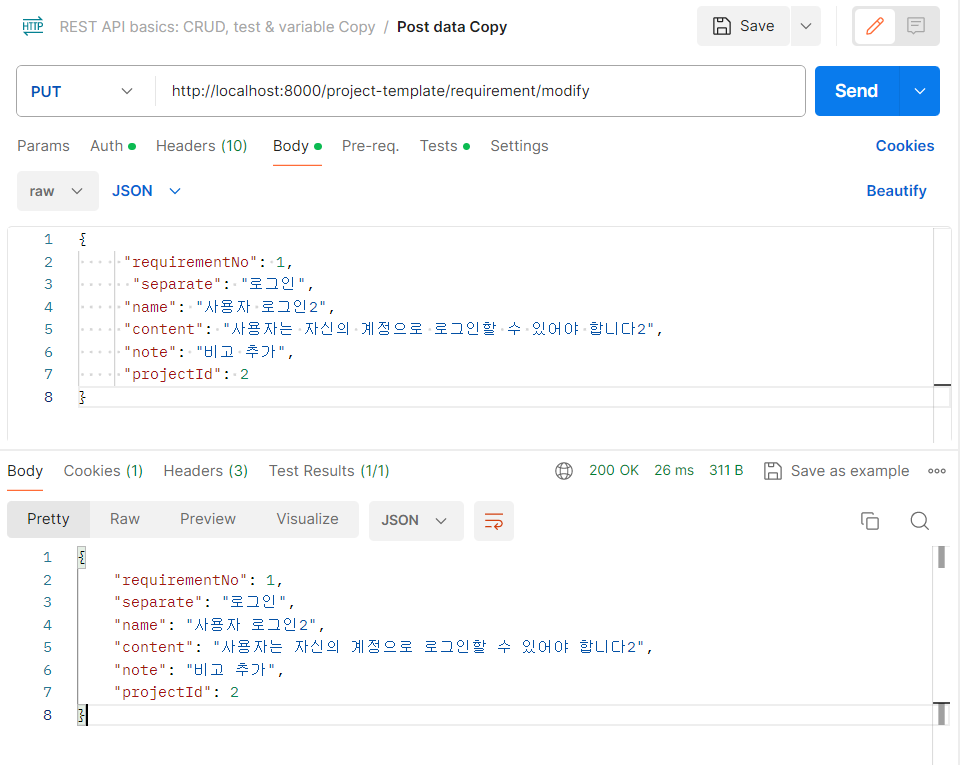 HTTP REST API basics: CRUD, test & variable Copy / Post data Copy Save
PUT http://localhost:8000/project-template/requirement/modify Send
Params Auth Headers (10) Body Pre-req. Tests Settings Cookies
raw JSON Beautify
1 {
2 "requirementNo": 1,
3 "separate": "로그인",
4 "name": "사용자 로그인2",
5 "content": "사용자는 자신의 계정으로 로그인할 수 있어야 합니다2",
6 "note": "비고 추가",
7 "projectId": 2
8 }
Body Cookies (1) Headers (3) Test Results (1/1) 200 OK 26 ms 311 B Save as example
Pretty Raw Preview Visualize JSON
1 {
2 "requirementNo": 1,
3 "separate": "로그인",
4 "name": "사용자 로그인2",
5 "content": "사용자는 자신의 계정으로 로그인할 수 있어야 합니다2",
6 "note": "비고 추가",
7 "projectId": 2
8 }